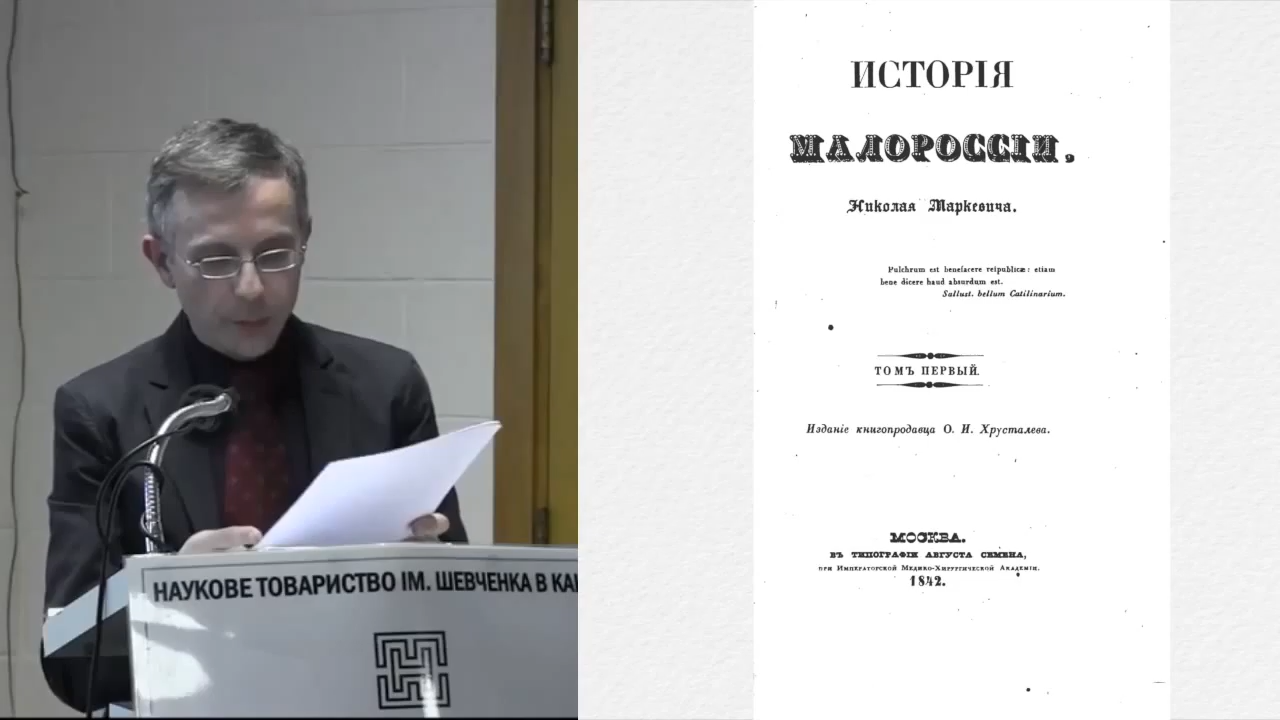 НАУКОВЕ ТОВАРИСТВО ІМ. ШЕВЧЕНКА В КА
ИСТОРІЯ
МАЛОРОССІИ,
Николая Маркевича.
Pulchrum est benefacere reipublicæ: etiam
bene dicere haud absurdum est.
Sallust. bellum Catilinarium.
ТОМЪ ПЕРВЫЙ.
Изданіе книгопродавца О. И. Хрусталева.
МОСКВА.
ВЪ ТИПОГРАФІИ АВГУСТА СЕМЕНА,
ПРИ ИМПЕРАТОРСКОЙ МЕДИКО-ХИРУРГИЧЕСКОЙ АКАДЕМІИ.
1842.